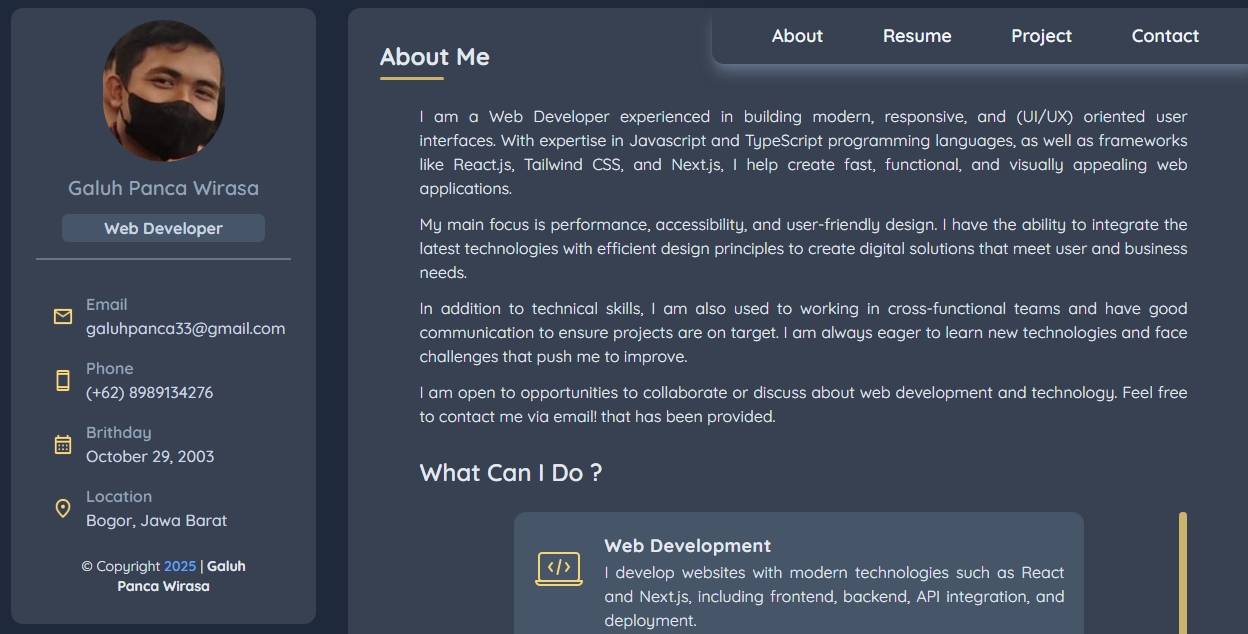 Galuh Panca Wirasa
Web Developer
Email
galuhpanca33@gmail.com
Phone
(+62) 8989134276
Brithday
October 29, 2003
Location
Bogor, Jawa Barat
© Copyright 2025 | Galuh
Panca Wirasa
About Resume Project Contact
About Me
I am a Web Developer experienced in building modern, responsive, and (UI/UX) oriented user
interfaces. With expertise in Javascript and TypeScript programming languages, as well as frameworks
like React.js, Tailwind CSS, and Next.js, I help create fast, functional, and visually appealing web
applications.
My main focus is performance, accessibility, and user-friendly design. I have the ability to integrate the
latest technologies with efficient design principles to create digital solutions that meet user and business
needs.
In addition to technical skills, I am also used to working in cross-functional teams and have good
communication to ensure projects are on target. I am always eager to learn new technologies and face
challenges that push me to improve.
I am open to opportunities to collaborate or discuss about web development and technology. Feel free
to contact me via email! that has been provided.
What Can I Do ?
Web Development
I develop websites with modern technologies such as React
and Next.js, including frontend, backend, API integration, and
deployment.